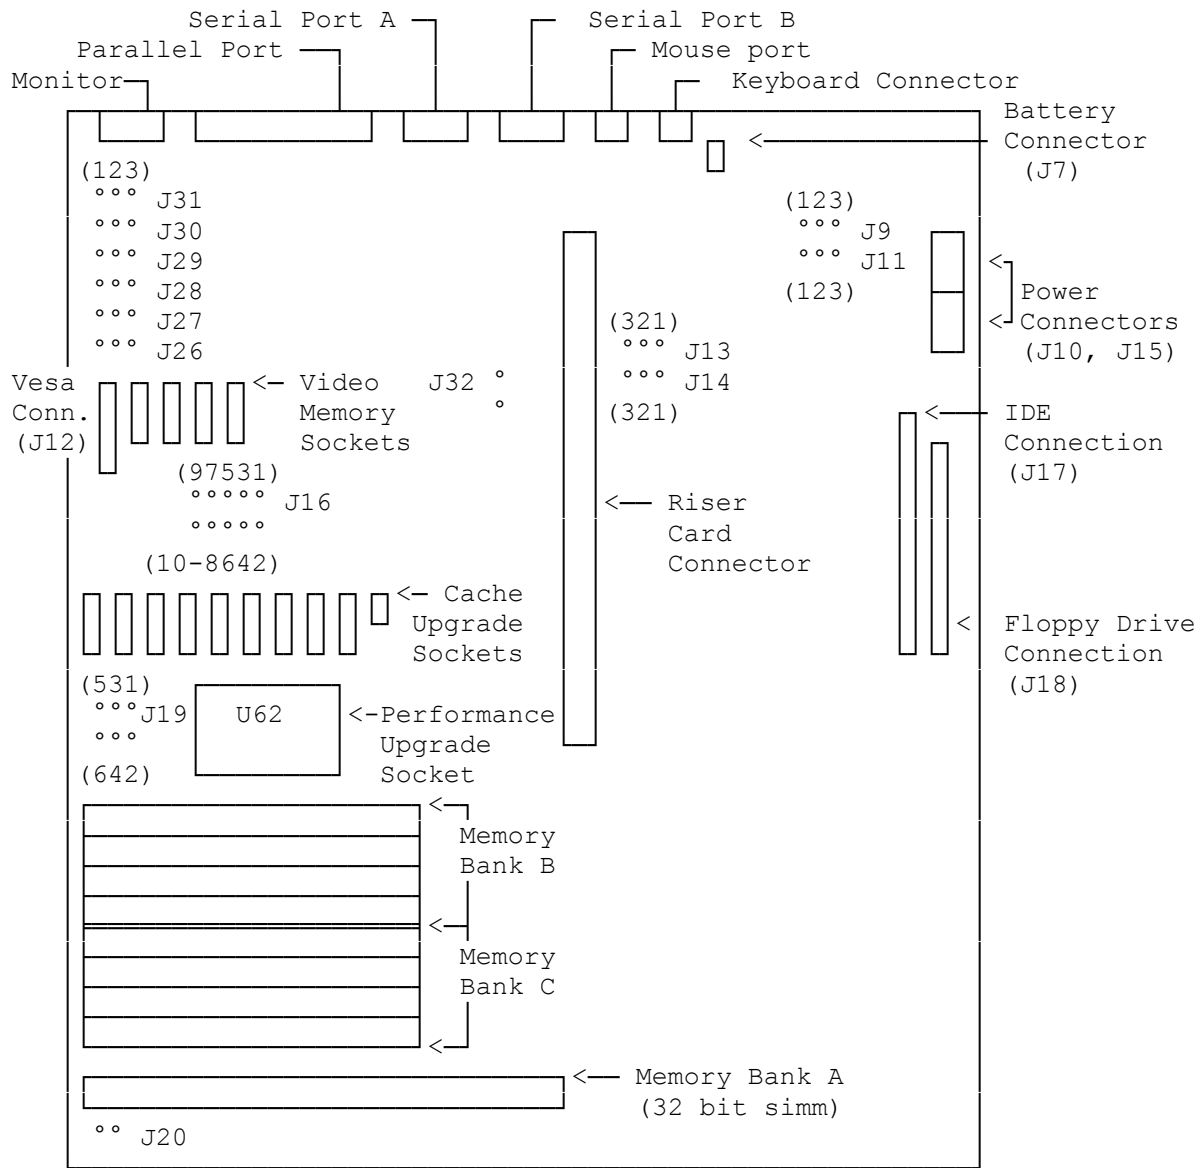 Serial Port A Serial Port B
Parallel Port Mouse port
Monitor Keyboard Connector
Battery
Connector
(J7)
(123)
J31
J30 (123)
J29 J9
J28 J11
J27 (123)
J26
Power
Connectors
(J10, J15)
(321)
J13
J14
(321)
Vesa
Conn.
(J12)
Video
Memory
Sockets
J32
IDE
Connection
(J17)
(97531)
J16
(10-8642)
Riser
Card
Connector
Cache
Upgrade
Sockets
Floppy Drive
Connection
(J18)
(531)
J19
(642)
U62
<-Performance
Upgrade
Socket
Memory
Bank B
Memory
Bank C
Memory Bank A
(32 bit simm)
J20